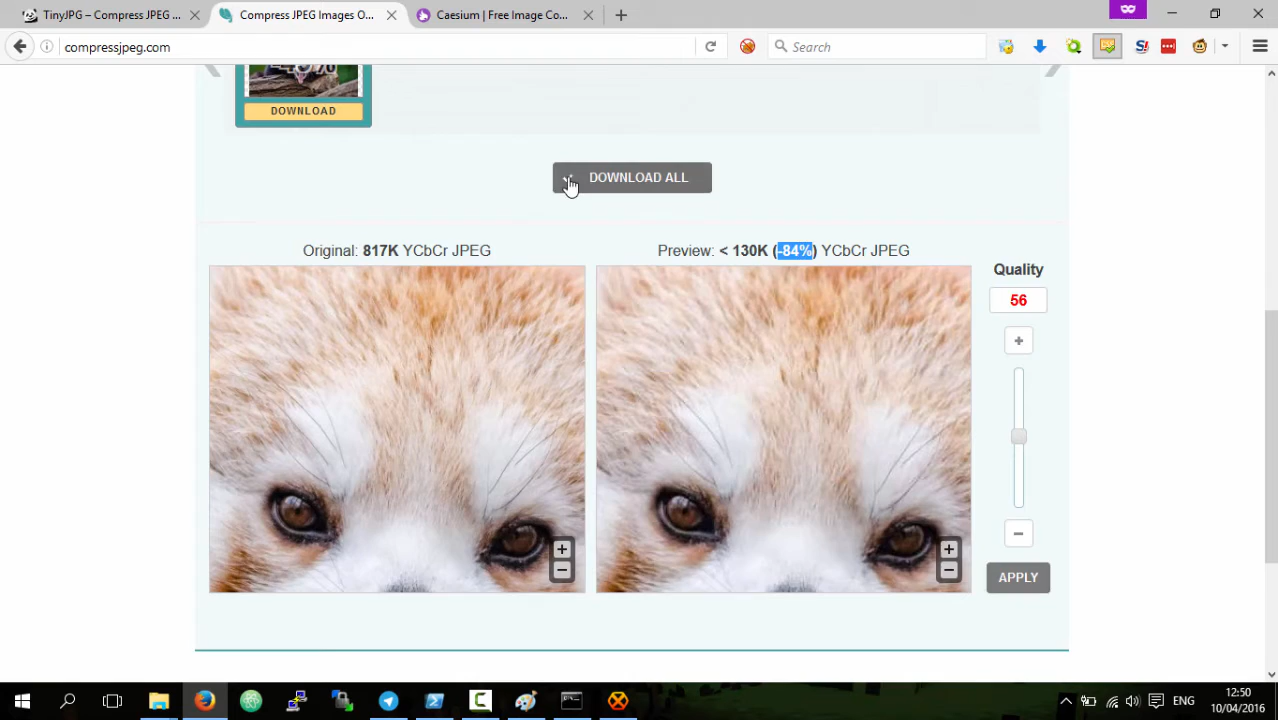 TinyJPG – Compress JPEG ...
Compress JPEG Images O...
Caesium | Free Image Co...
compressjpeg.com
Search
DOWNLOAD
DOWNLOAD ALL
Original: 817K YCbCr JPEG
Preview: < 130K (-84%) YCbCr JPEG
Quality
56
APPLY
ENG
12:50
10/04/2016